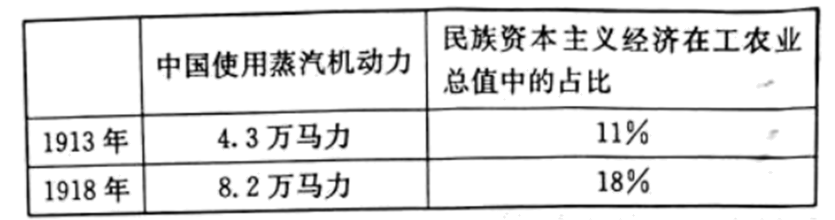 中国使用蒸汽机动力
民族资本主义经济在工农业
总值中的占比
1913年 4.3万马力 11%
1918年 8.2万马力 18%